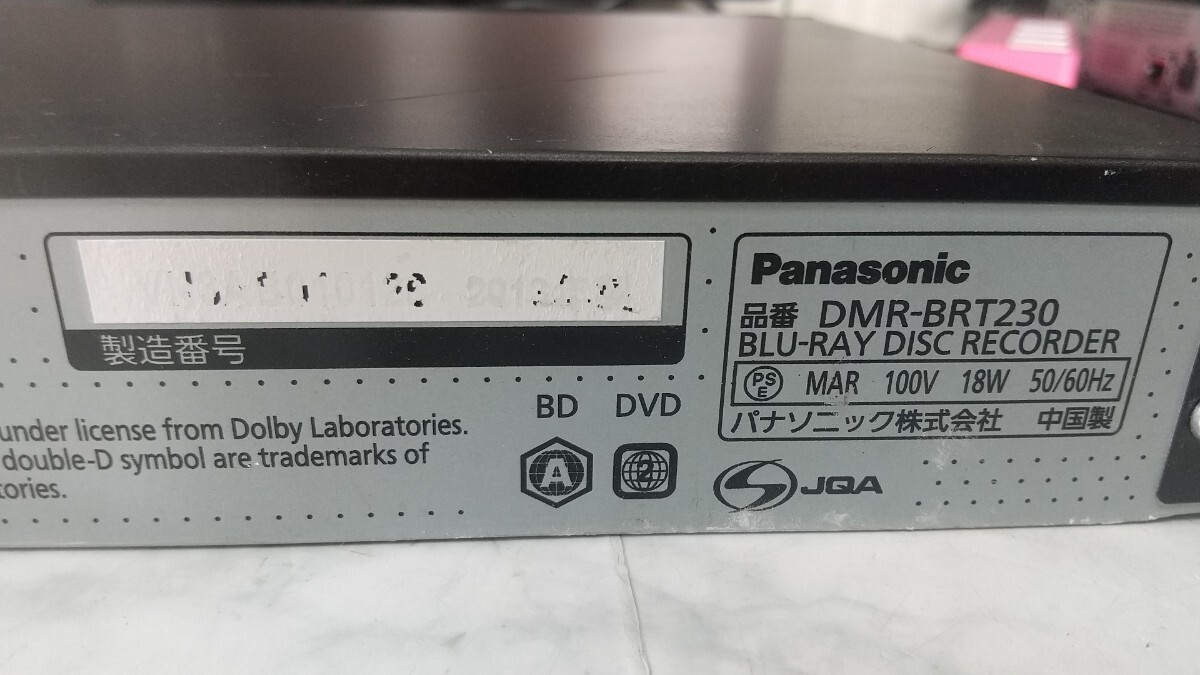 製造番号
under license from Dolby Laboratories.
double-D symbol are trademarks of
tories.
BD DVD
A 2
Panasonic
品番 DMR-BRT230
BLU-RAY DISC RECORDER
PSE MAR 100V 18W 50/60Hz
パナソニック株式会社 中国製
JQA